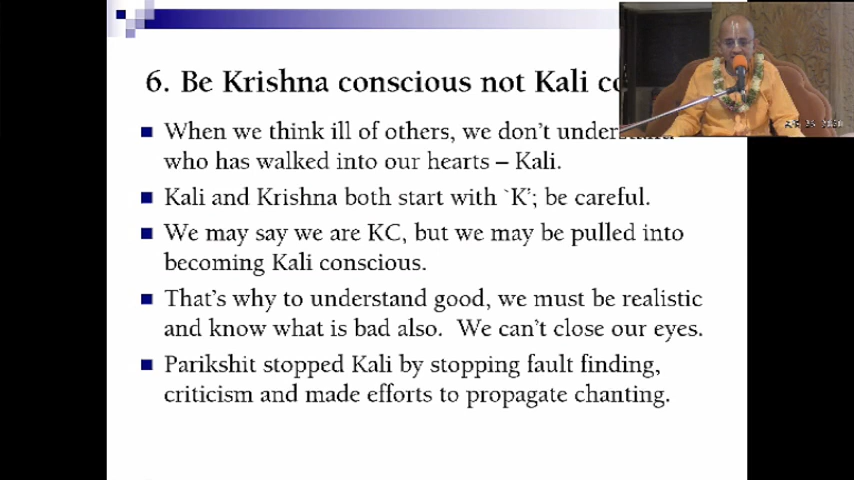 6. Be Krishna conscious not Kali
When we think ill of others, we don't understand
who has walked into our hearts – Kali.
Kali and Krishna both start with `K'; be careful.
We may say we are KC, but we may be pulled into
becoming Kali conscious.
That's why to understand good, we must be realistic
and know what is bad also.  We can't close our eyes.
Parikshit stopped Kali by stopping fault finding,
criticism and made efforts to propagate chanting.